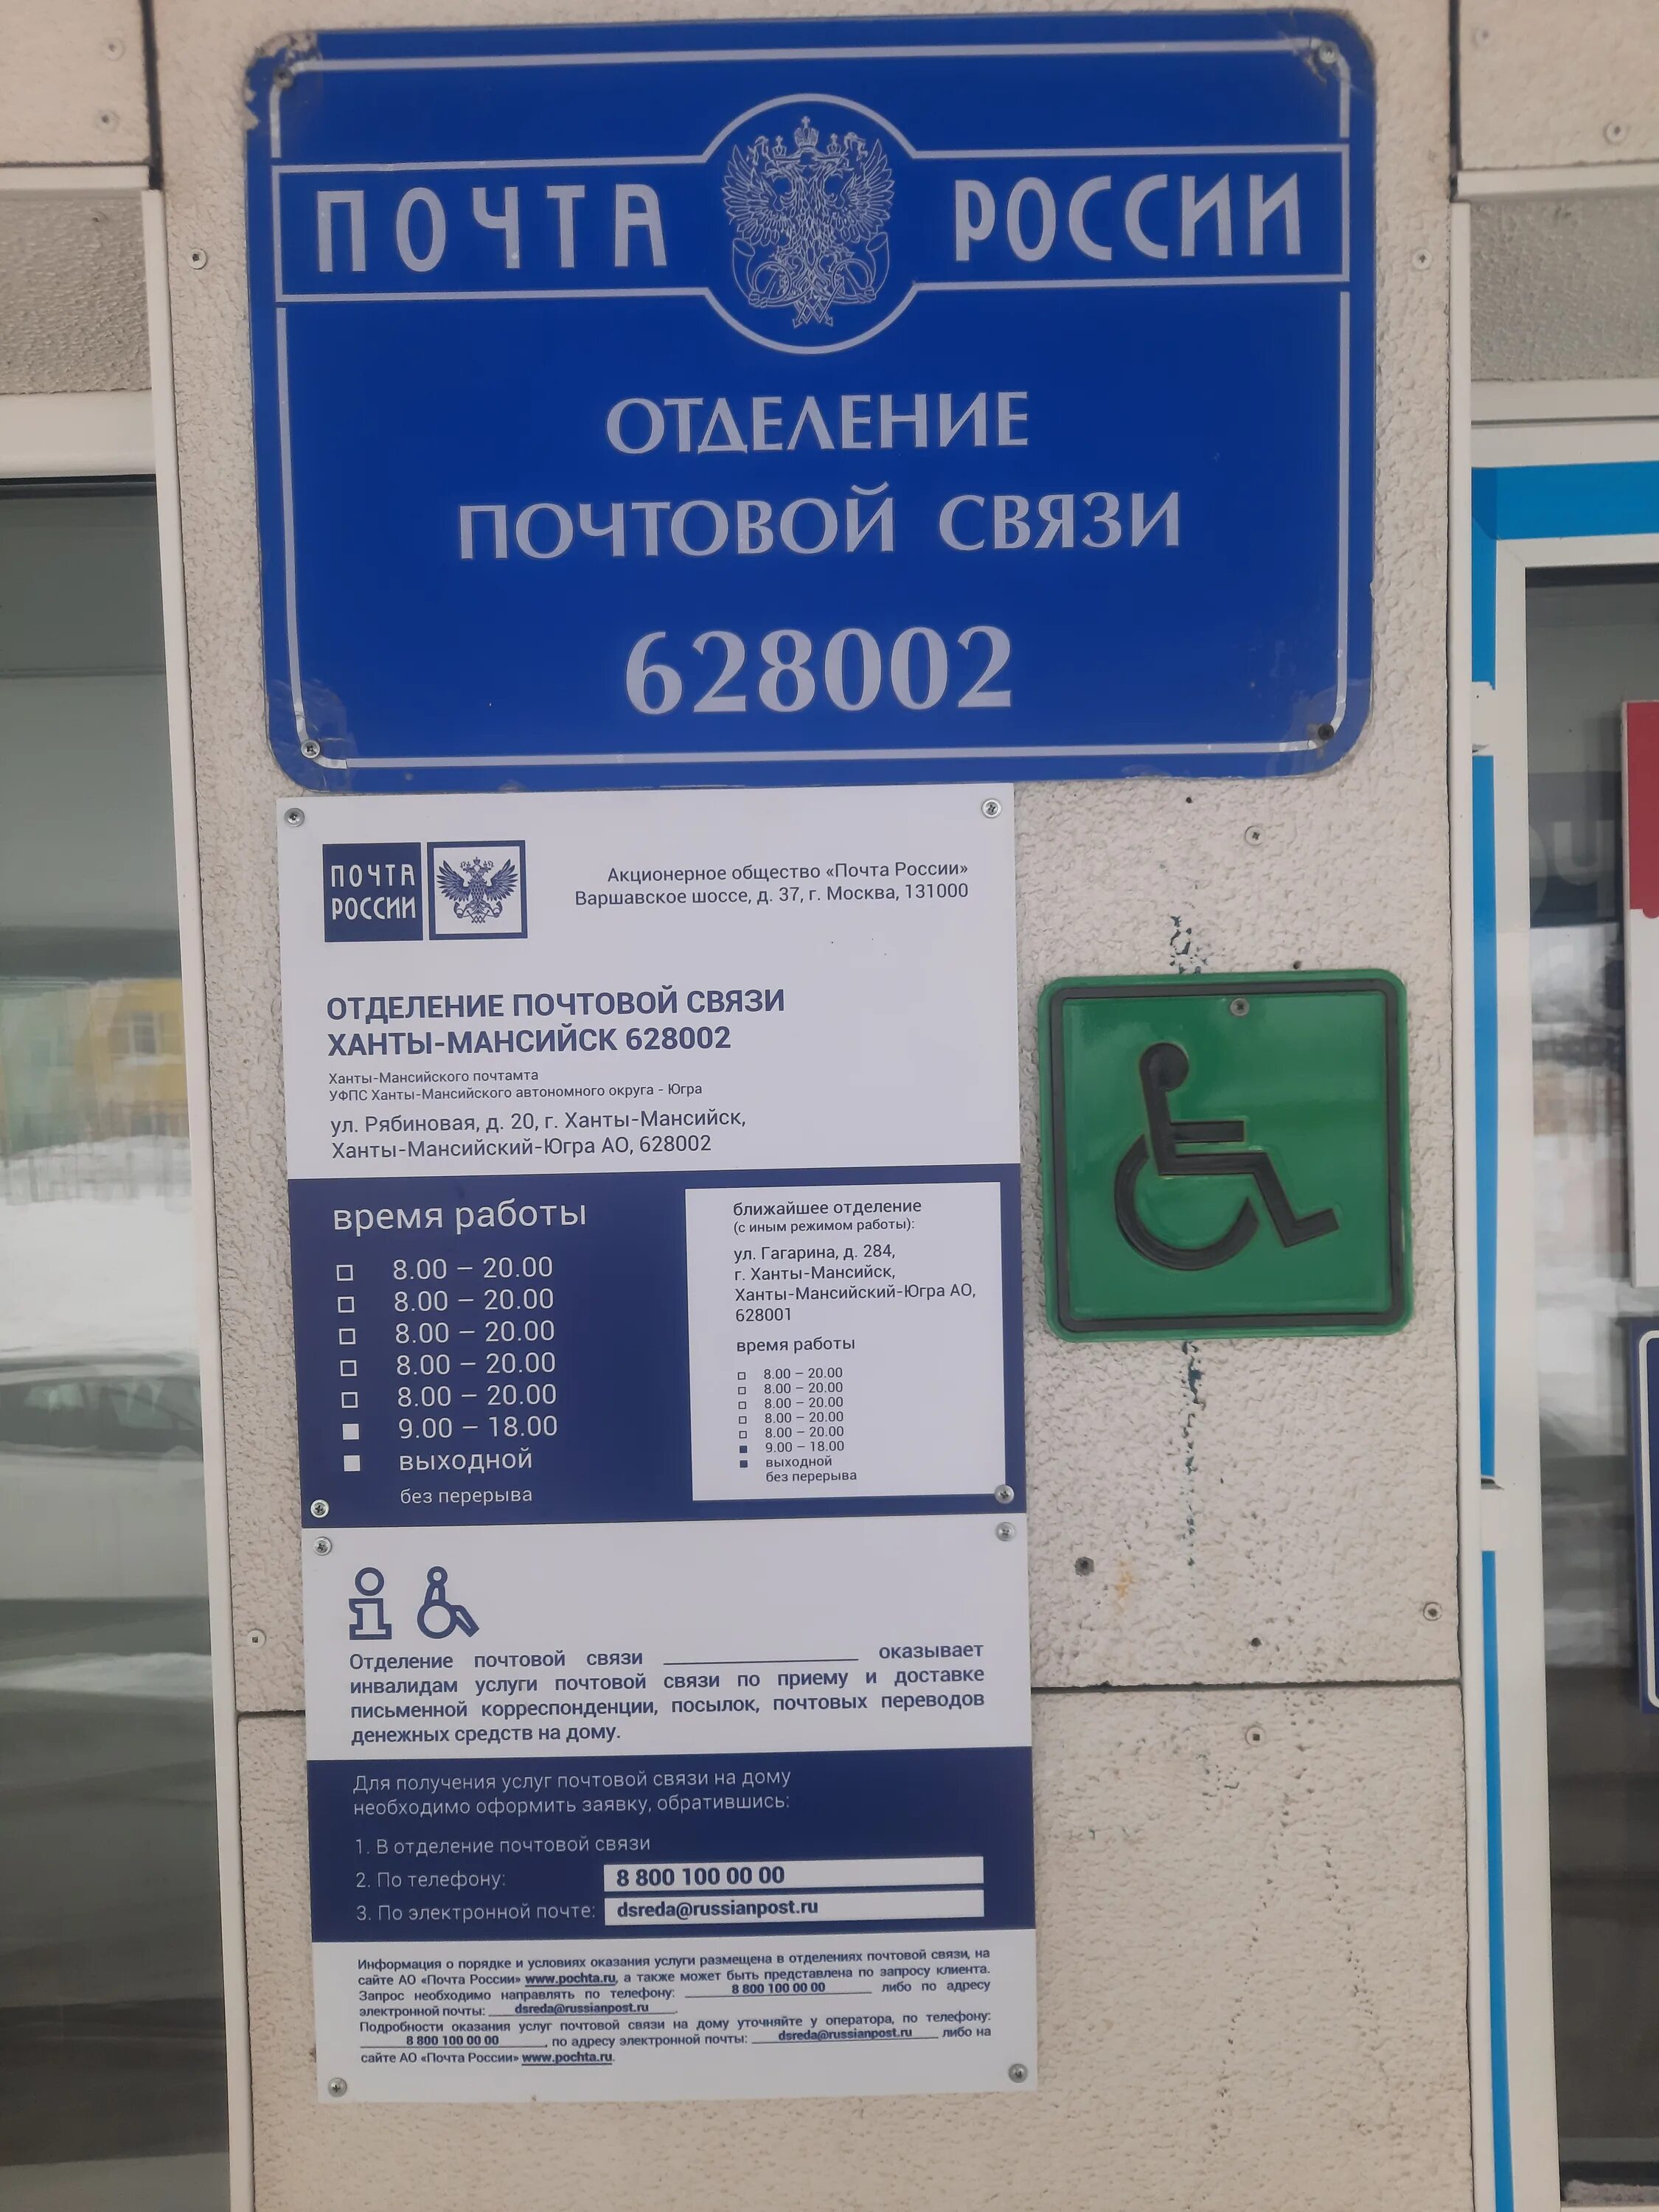 ПОЧТА РОССИИ
ОТДЕЛЕНИЕ
ПОЧТОВОЙ СВЯЗИ
628002
ПОЧТА
РОССИИ
Акционерное общество «Почта России»
Варшавское шоссе, д. 37, г. Москва, 131000
ОТДЕЛЕНИЕ ПОЧТОВОЙ СВЯЗИ
ХАНТЫ-МАНСИЙСК 628002
Ханты-Мансийского почтамта
УФПС Ханты-Мансийского автономного округа - Югра
ул. Рябиновая, д. 20, г. Ханты-Мансийск,
Ханты-Мансийский-Югра АО, 628002
время работы
8.00 – 20.00
8.00 – 20.00
8.00 – 20.00
8.00 – 20.00
8.00 – 20.00
9.00 – 18.00
выходной
без перерыва
ближайшее отделение
(с иным режимом работы):
ул. Гагарина, д. 284,
г. Ханты-Мансийск,
Ханты-Мансийский-Югра АО,
628001
время работы
8.00 – 20.00
8.00 – 20.00
8.00 – 20.00
8.00 – 20.00
8.00 – 20.00
9.00 – 18.00
выходной
без перерыва
Отделение почтовой связи ____________ оказывает
инвалидам услуги почтовой связи по приему и доставке
письменной корреспонденции, посылок, почтовых переводов
денежных средств на дому.
Для получения услуг почтовой связи на дому
необходимо оформить заявку, обратившись:
1. В отделение почтовой связи
2. По телефону: 8 800 100 00 00
3. По электронной почте: dsreda@russianpost.ru
Информация о порядке и условиях оказания услуги размещена в отделениях почтовой связи, на
сайте АО «Почта России» www.pochta.ru, а также может быть представлена по запросу клиента.
Запрос необходимо направлять по телефону: 8 800 100 00 00 либо по адресу
электронной почты: dsreda@russianpost.ru.
Подробности оказания услуг почтовой связи на дому уточняйте у оператора, по телефону:
8 800 100 00 00, по адресу электронной почты: dsreda@russianpost.ru либо на
сайте АО «Почта России» www.pochta.ru.